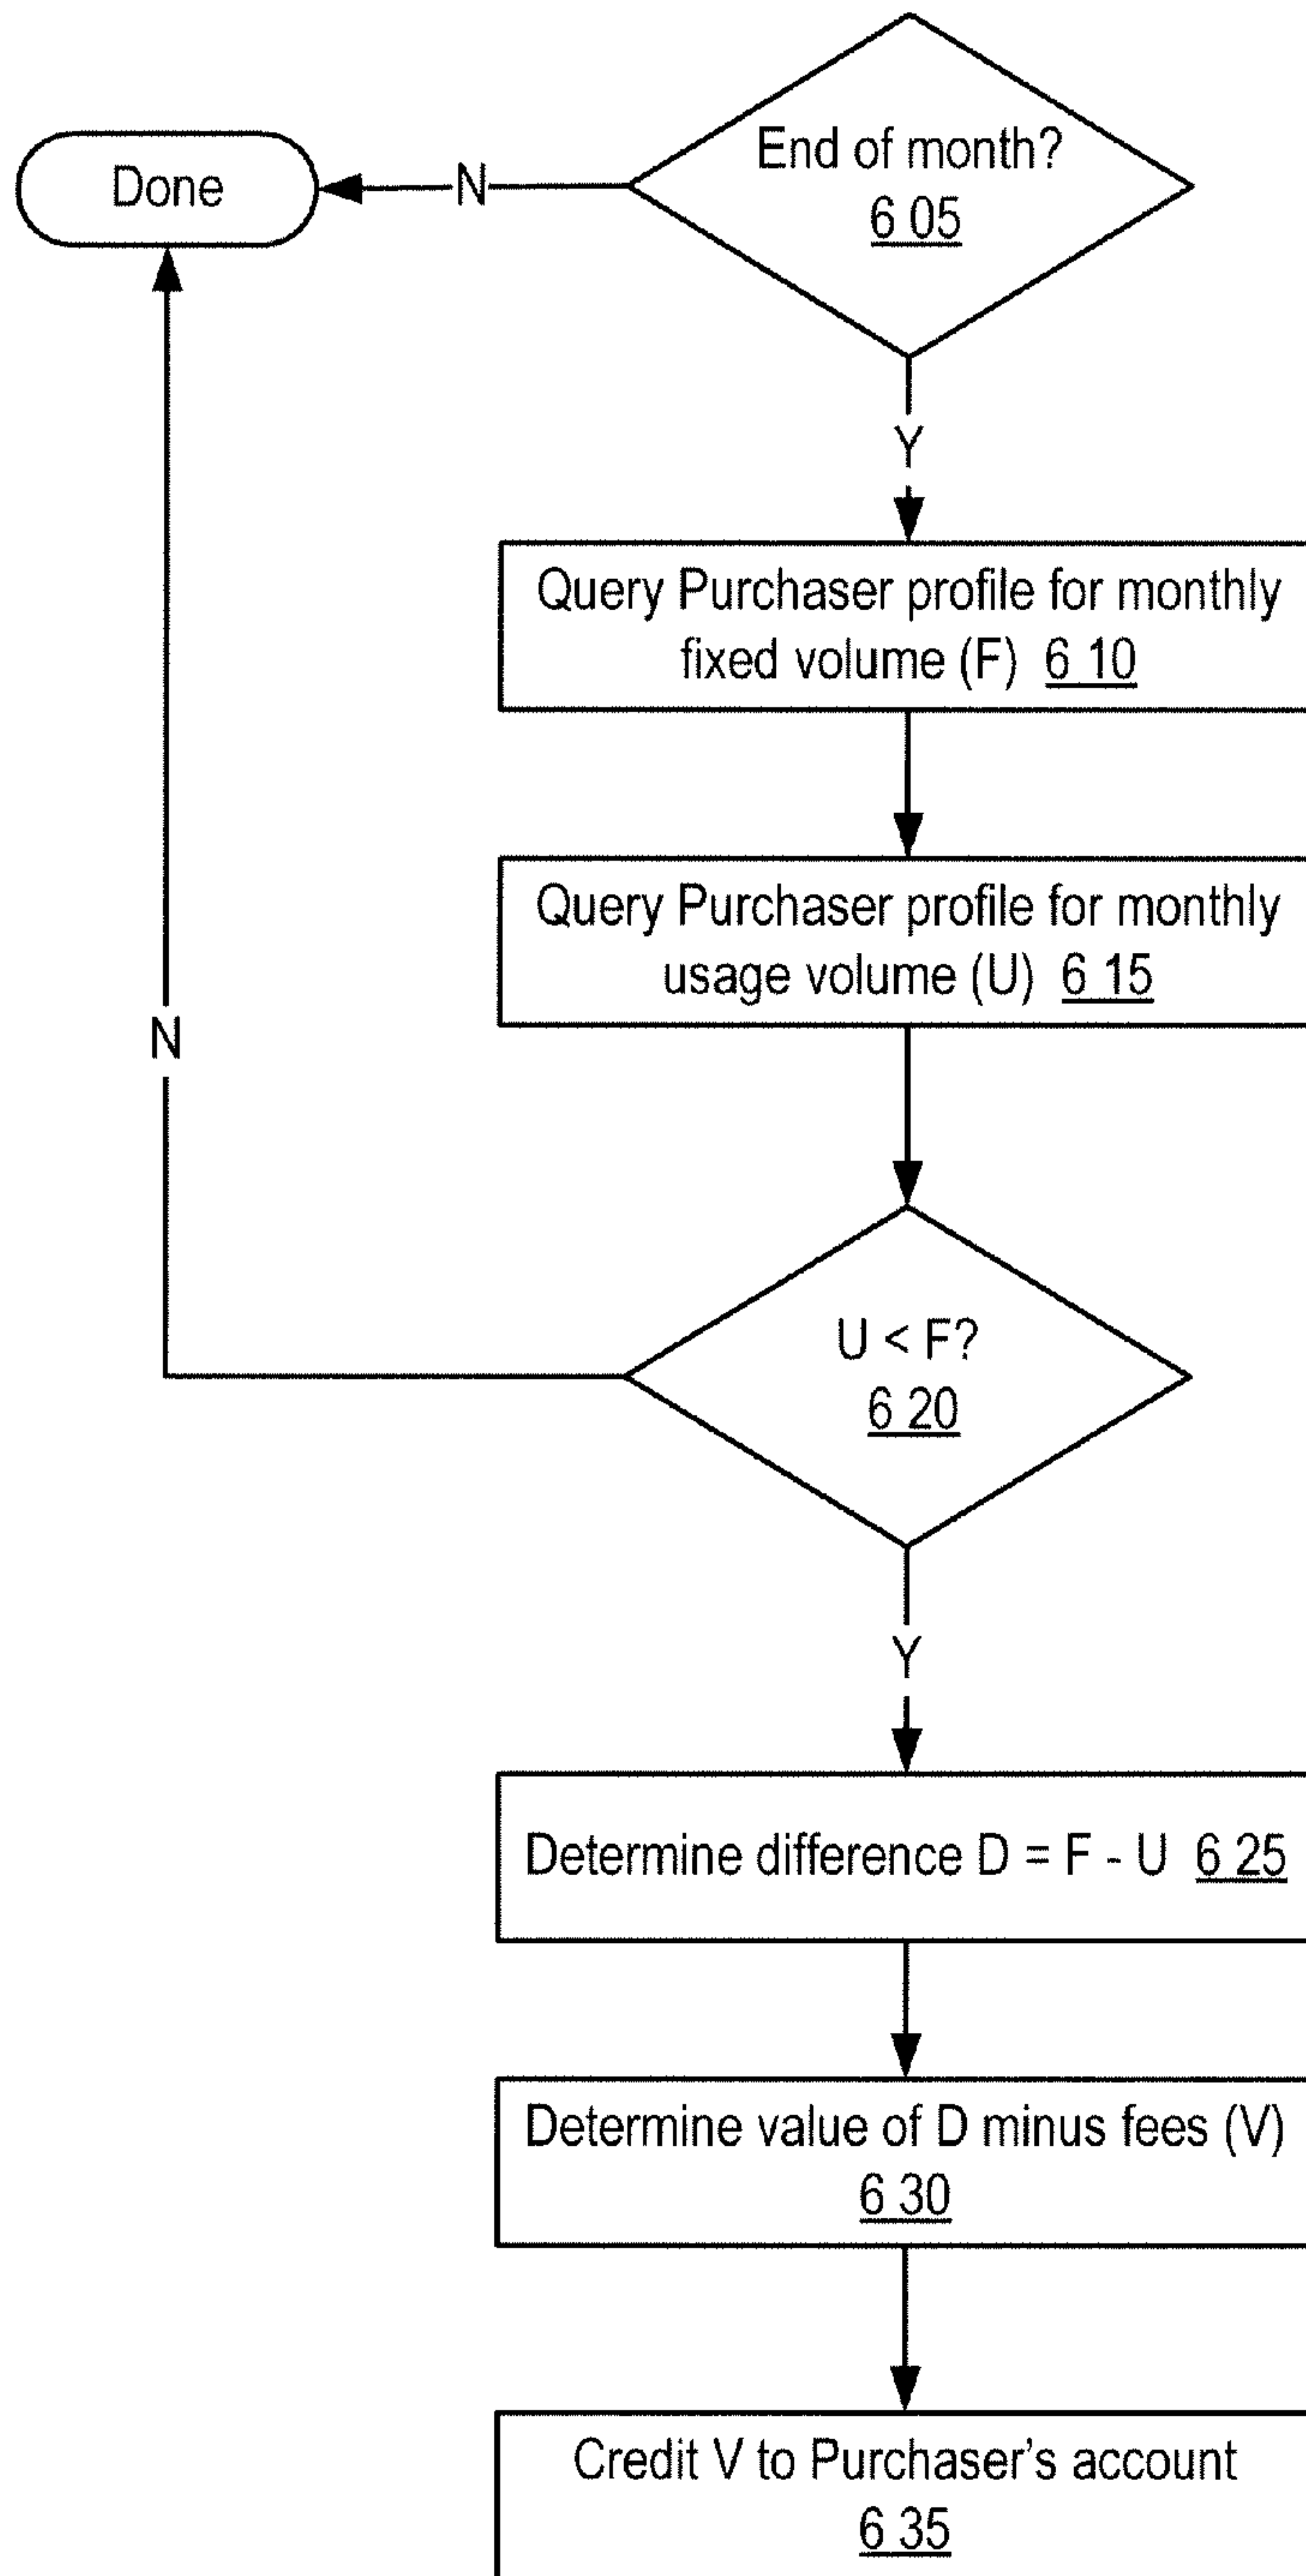 End of month?
6 05
Done
N
Y
Query Purchaser profile for monthly
fixed volume (F) 6 10
Query Purchaser profile for monthly
usage volume (U) 6 15
N
U < F?
6 20
Y
Determine difference D = F - U 6 25
Determine value of D minus fees (V)
6 30
Credit V to Purchaser's account
6 35